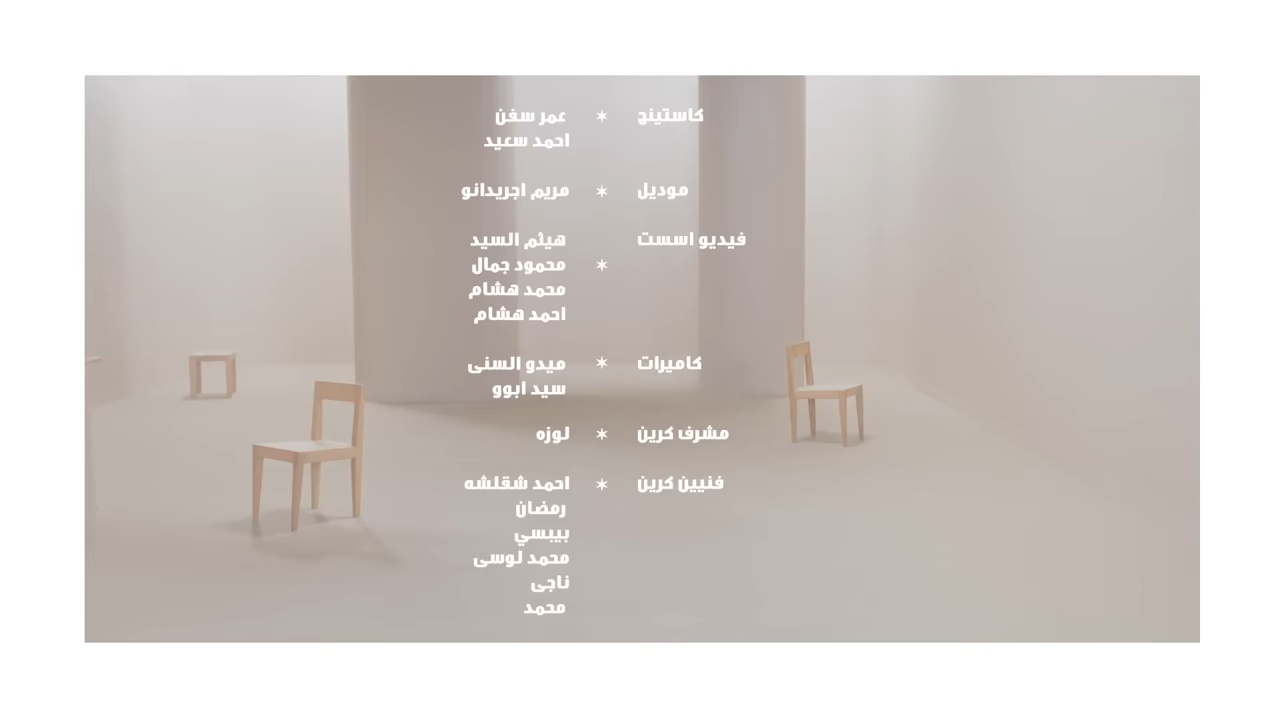 كاستينج * عمر سفن
احمد سعيد
موديل * مريم اجريدانو
فيديو اسست هيثم السيد
* محمود جمال
محمد هشام
احمد هشام
كاميرات * ميدو السنى
سيد ابوو
مشرف كرين * لوزه
فنيين كرين * احمد شقلشه
رمضان
بيبسي
محمد لوسى
ناجى
محمد